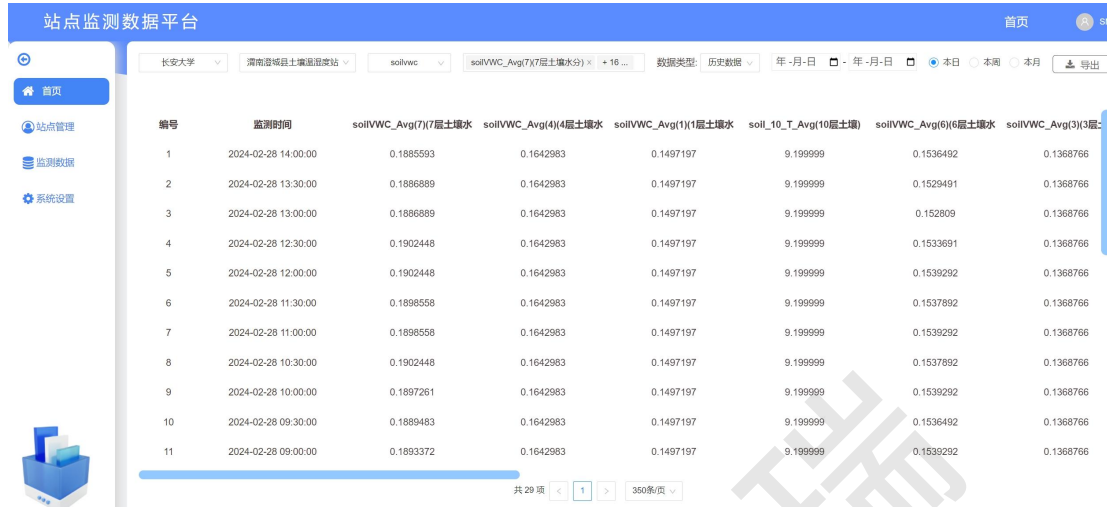 站点监测数据平台 首页
长安大学 渭南澄城县土壤温湿度站 soilvwc soilVWC_Avg(7)(7层土壤水分) × + 16 ... 数据类型: 历史数据 年-月-日 - 年-月-日 本日 本周 本月 导出
首页
站点管理
监测数据
系统设置
编号 监测时间 soilVWC_Avg(7)(7层土壤水 soilVWC_Avg(4)(4层土壤水 soilVWC_Avg(1)(1层土壤水 soil_10_T_Avg(10层土壤) soilVWC_Avg(6)(6层土壤水 soilVWC_Avg(3)(3层
1 2024-02-28 14:00:00 0.1885593 0.1642983 0.1497197 9.199999 0.1536492 0.1368766
2 2024-02-28 13:30:00 0.1886889 0.1642983 0.1497197 9.199999 0.1529491 0.1368766
3 2024-02-28 13:00:00 0.1886889 0.1642983 0.1497197 9.199999 0.152809 0.1368766
4 2024-02-28 12:30:00 0.1902448 0.1642983 0.1497197 9.199999 0.1533691 0.1368766
5 2024-02-28 12:00:00 0.1902448 0.1642983 0.1497197 9.199999 0.1539292 0.1368766
6 2024-02-28 11:30:00 0.1898558 0.1642983 0.1497197 9.199999 0.1537892 0.1368766
7 2024-02-28 11:00:00 0.1898558 0.1642983 0.1497197 9.199999 0.1539292 0.1368766
8 2024-02-28 10:30:00 0.1902448 0.1642983 0.1497197 9.199999 0.1537892 0.1368766
9 2024-02-28 10:00:00 0.1897261 0.1642983 0.1497197 9.199999 0.1539292 0.1368766
10 2024-02-28 09:30:00 0.1889483 0.1642983 0.1497197 9.199999 0.1536492 0.1368766
11 2024-02-28 09:00:00 0.1893372 0.1642983 0.1497197 9.199999 0.1539292 0.1368766
共 29 项 < 1 > 350条/页
瑞